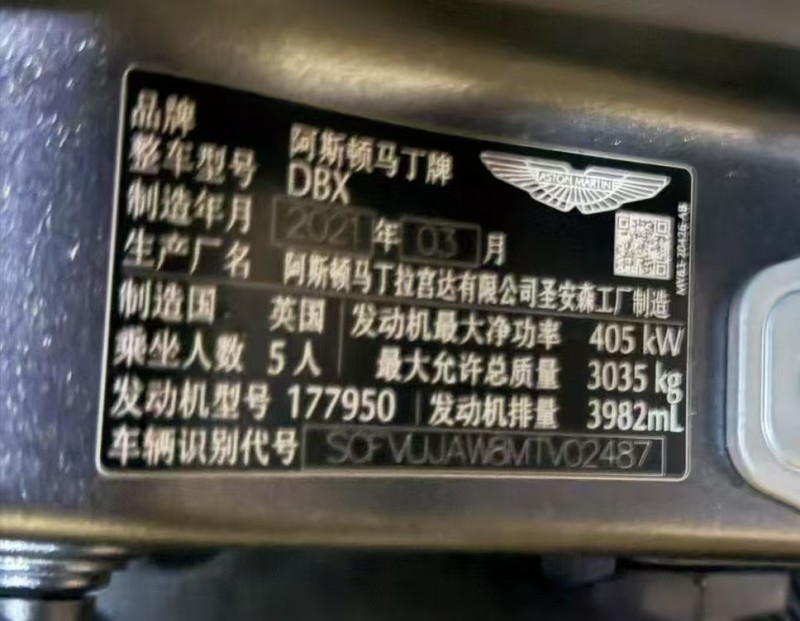 品牌 阿斯顿马丁牌
ASTON MARTIN
整车型号 DBX
制造年月 2021 年 03 月
生产厂名 阿斯顿马丁拉宫达有限公司圣安森工厂制造
制造国 英国 发动机最大净功率 405 kW
乘坐人数 5人 最大允许总质量 3035 kg
发动机型号 177950 发动机排量 3982mL
车辆识别代号 SCFVUJAW8MTV02487